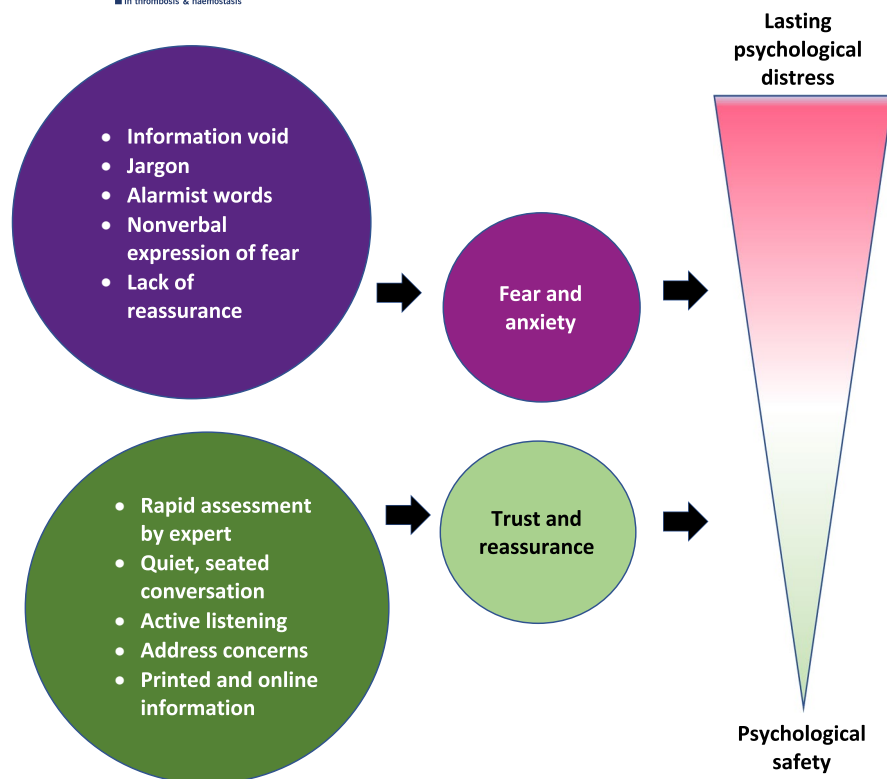 in thrombosis & haemostasis
Lasting
psychological
distress
• Information void
• Jargon
• Alarmist words
• Nonverbal
expression of fear
• Lack of
reassurance
Fear and
anxiety
• Rapid assessment
by expert
• Quiet, seated
conversation
• Active listening
• Address concerns
• Printed and online
information
Trust and
reassurance
Psychological
safety